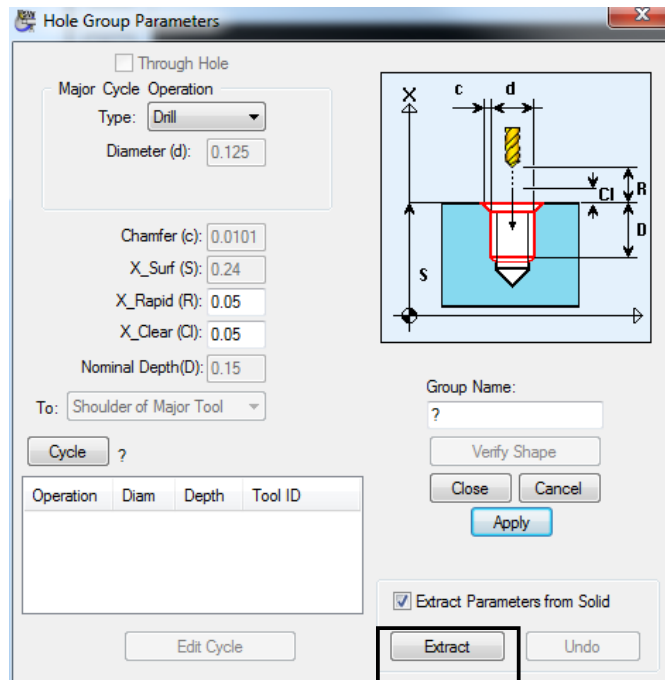 Hole Group Parameters
Through Hole
Major Cycle Operation
Type: Drill
Diameter (d): 0.125
Chamfer (c): 0.0101
X_Surf (S): 0.24
X_Rapid (R): 0.05
X_Clear (Cl): 0.05
Nominal Depth(D): 0.15
To: Shoulder of Major Tool
Cycle ?
Operation Diam Depth Tool ID
Edit Cycle
X c d
Cl R
D
S
Group Name:
?
Verify Shape
Close Cancel
Apply
Extract Parameters from Solid
Extract Undo